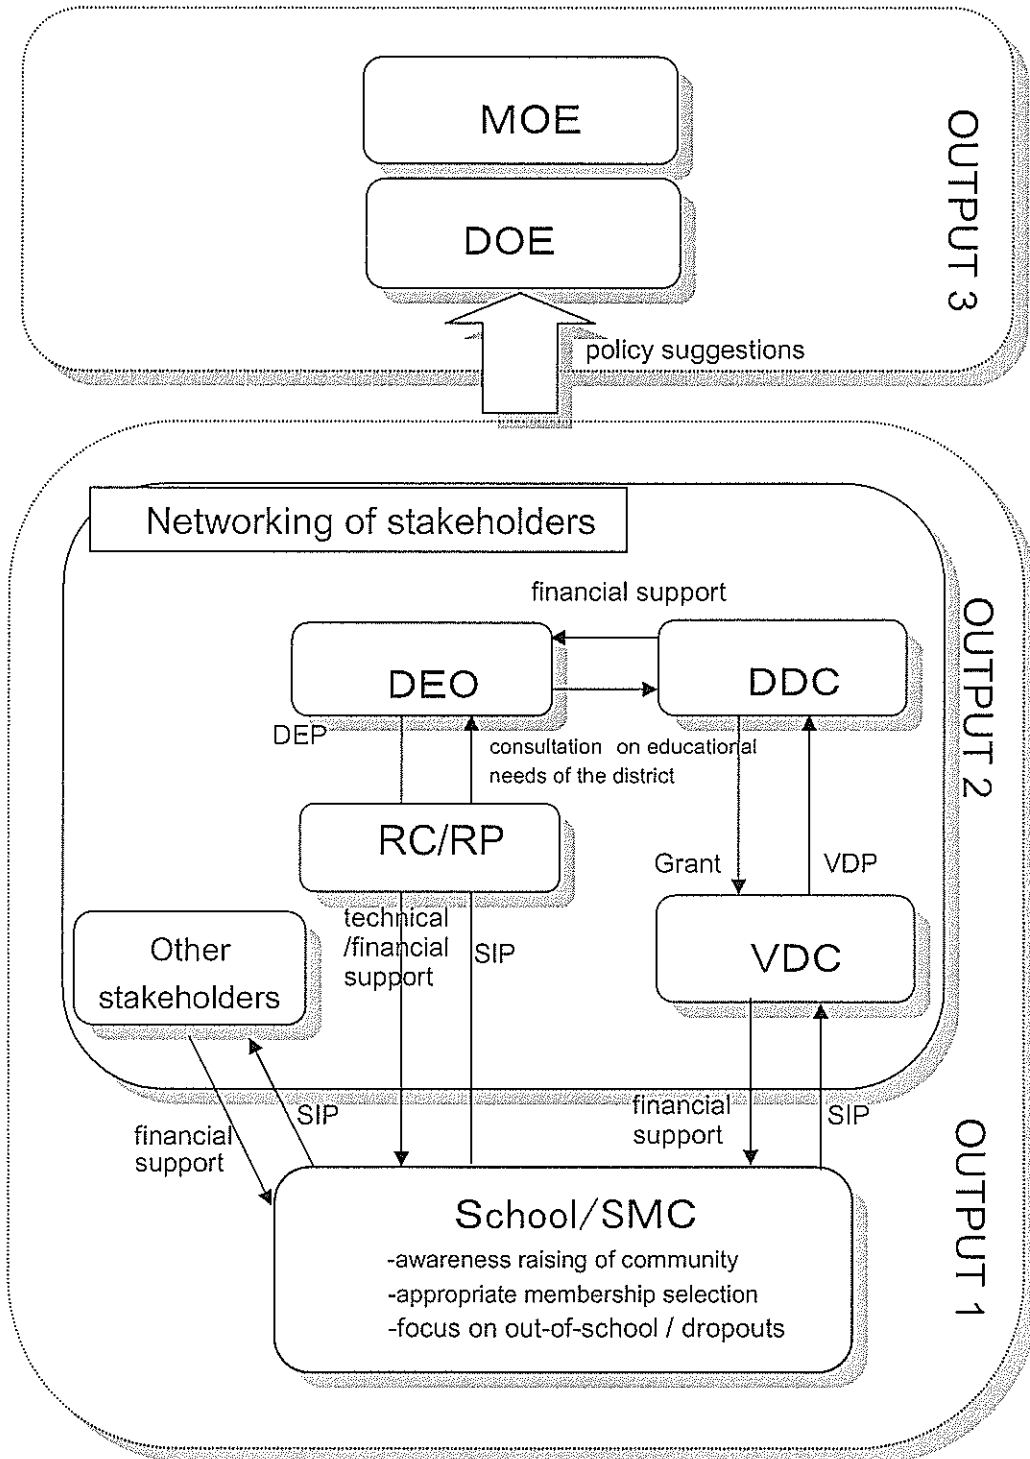 MOE
DOE
OUTPUT 3
policy suggestions
Networking of stakeholders
financial support
DEO
DDC
OUTPUT 2
DEP
consultation on educational
needs of the district
RC/RP
Grant
VDP
technical
/financial
support
SIP
VDC
Other
stakeholders
SIP
financial
support
financial
support
SIP
OUTPUT 1
School/SMC
-awareness raising of community
-appropriate membership selection
-focus on out-of-school / dropouts